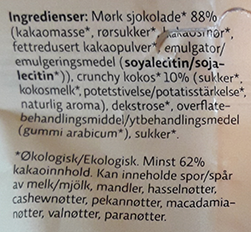 Ingredienser: Mørk sjokolade* 88%
(kakaomasse*, rørsukker*, kakaosmør*,
fettredusert kakaopulver*, emulgator/
emulgeringsmedel (soyalecitin/soja-
lecitin*)), crunchy kokos* 10% (sukker*,
kokosmelk*, potetstivelse/potatisstärkelse*,
naturlig aroma), dekstrose*, overflate-
behandlingsmiddel/ytbehandlingsmedel
(gummi arabicum*), sukker*.
*Økologisk/Ekologisk. Minst 62%
kakaoinnhold. Kan inneholde spor/spår
av melk/mjölk, mandler, hasselnøtter,
cashewnøtter, pekannøtter, macadamia-
nøtter, valnøtter, paranøtter.